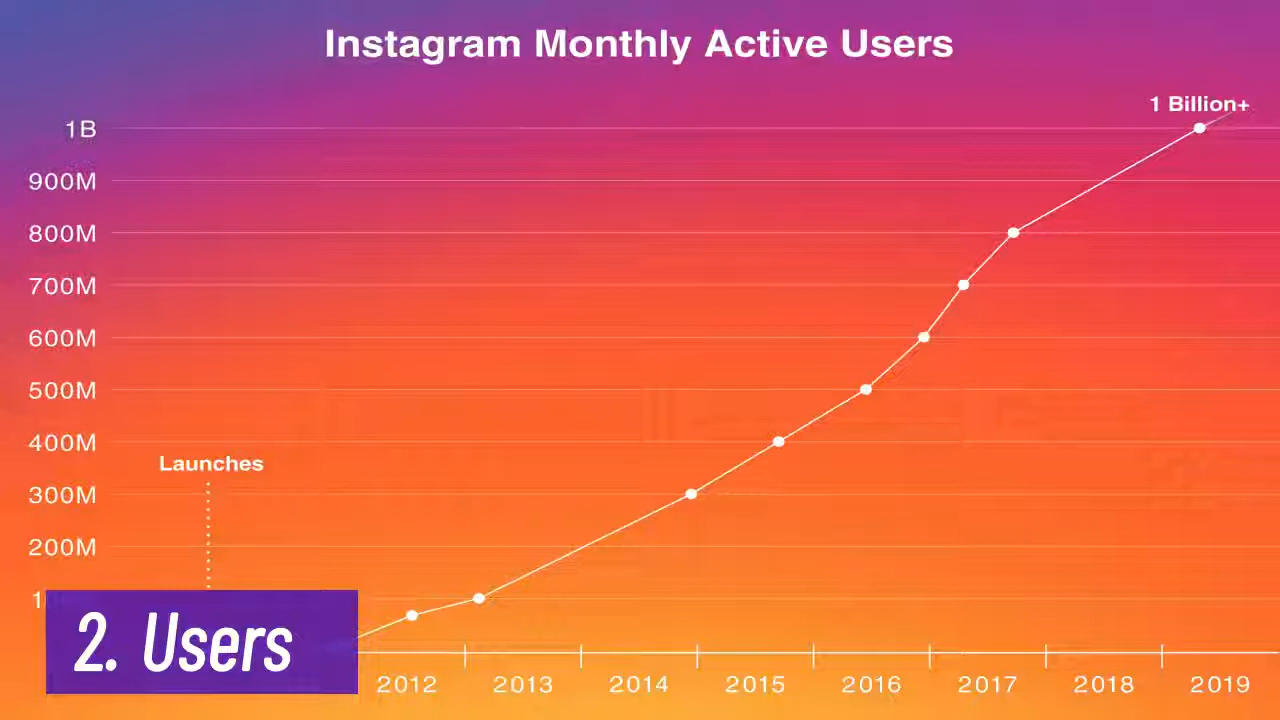 Instagram Monthly Active Users
1 Billion+
1B
900M
800M
700M
600M
500M
400M
Launches
300M
200M
2. Users
2012 2013 2014 2015 2016 2017 2018 2019